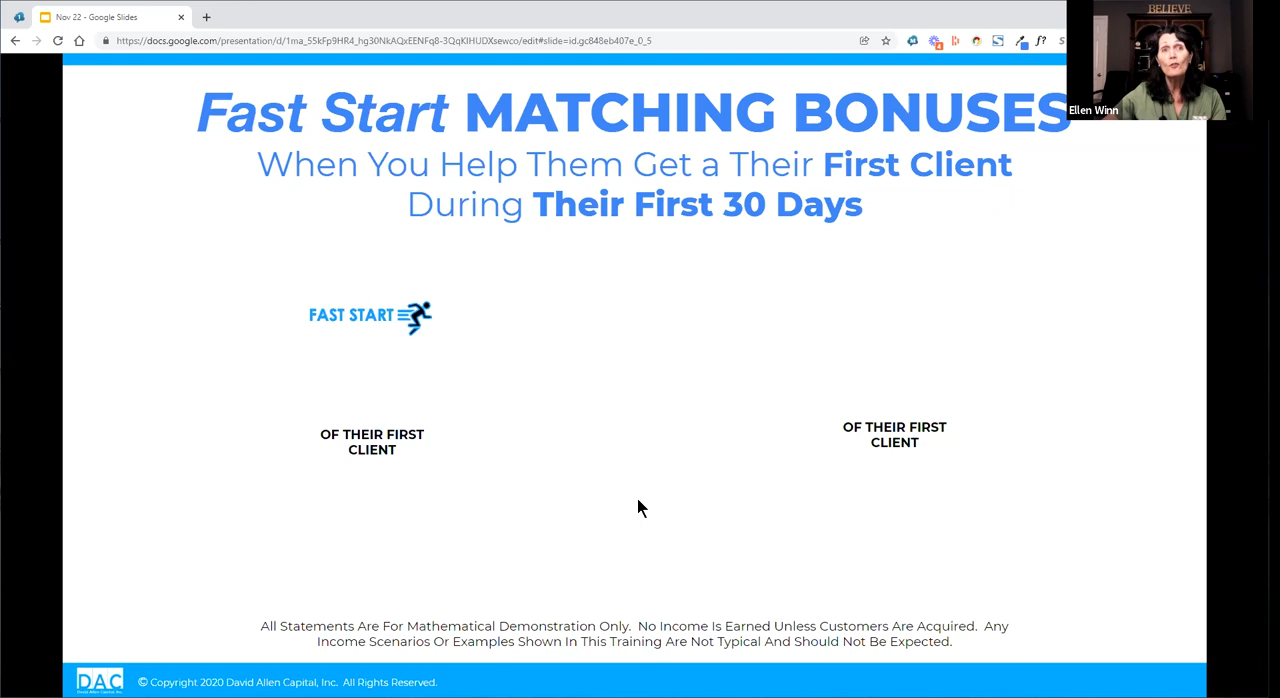 Nov 22 - Google Slides
https://docs.google.com/presentation/d/1ma_55kFp9HR4_hg30NkAQxEENFq8-3QqKIHUDXsewco/edit#slide=id.gc848eb407e_0_5
BELIEVE
Ellen Winn
Fast Start MATCHING BONUSES
When You Help Them Get a Their First Client
During Their First 30 Days
FAST START
OF THEIR FIRST
CLIENT
OF THEIR FIRST
CLIENT
All Statements Are For Mathematical Demonstration Only. No Income Is Earned Unless Customers Are Acquired. Any
Income Scenarios Or Examples Shown In This Training Are Not Typical And Should Not Be Expected.
DAC
David Allen Capital, Inc.
© Copyright 2020 David Allen Capital, Inc. All Rights Reserved.